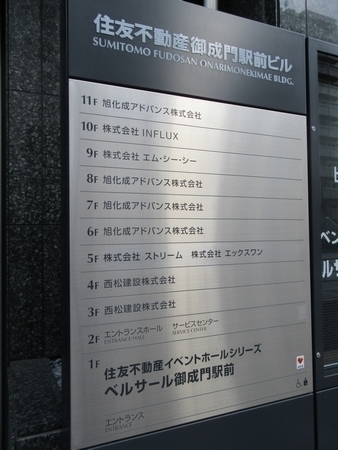 住友不動産御成門駅前ビル
SUMITOMO FUDOSAN ONARIMONEKIMAE BLDG.
11F 旭化成アドバンス株式会社
10F 株式会社 INFLUX
9F 株式会社 エム・シー・シー
8F 旭化成アドバンス株式会社
7F 旭化成アドバンス株式会社
6F 旭化成アドバンス株式会社
5F 株式会社 ストリーム 株式会社 エックスワン
4F 西松建設株式会社
3F 西松建設株式会社
2F エントランスホール サービスセンター
ENTRANCE HALL SERVICE CENTER
1F 住友不動産イベントホールシリーズ
ベルサール御成門駅前
エントランス
ENTRANCE
ベン
ルサ